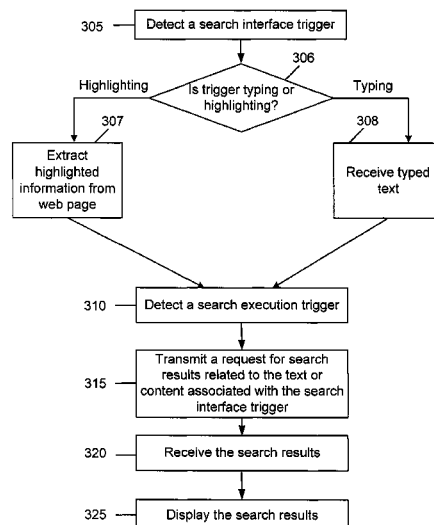 305
Detect a search interface trigger
306
Highlighting
Is trigger typing or
highlighting?
Typing
307
308
Extract
highlighted
information from
web page
Receive typed
text
310
Detect a search execution trigger
315
Transmit a request for search
results related to the text or
content associated with the search
interface trigger
320
Receive the search results
325
Display the search results